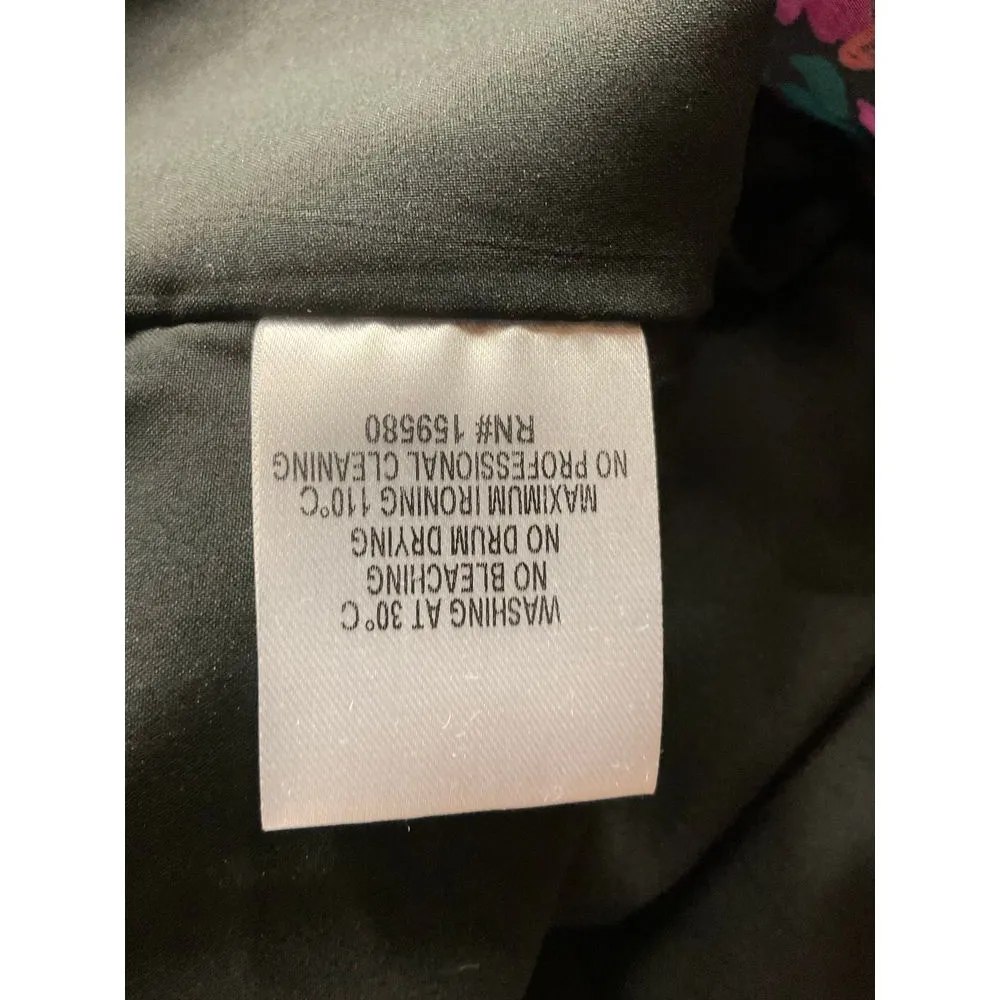 WASHING AT 30°C
NO BLEACHING
NO DRUM DRYING
MAXIMUM IRONING 110°C
NO PROFESSIONAL CLEANING
RN# 159580